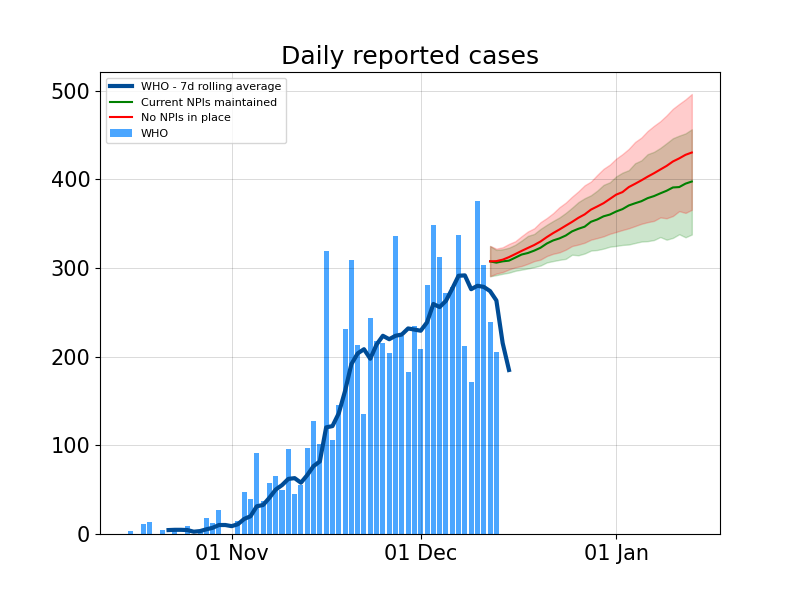 Daily reported cases
WHO - 7d rolling average
Current NPIs maintained
No NPIs in place
WHO
500
400
300
200
100
0
01 Nov
01 Dec
01 Jan